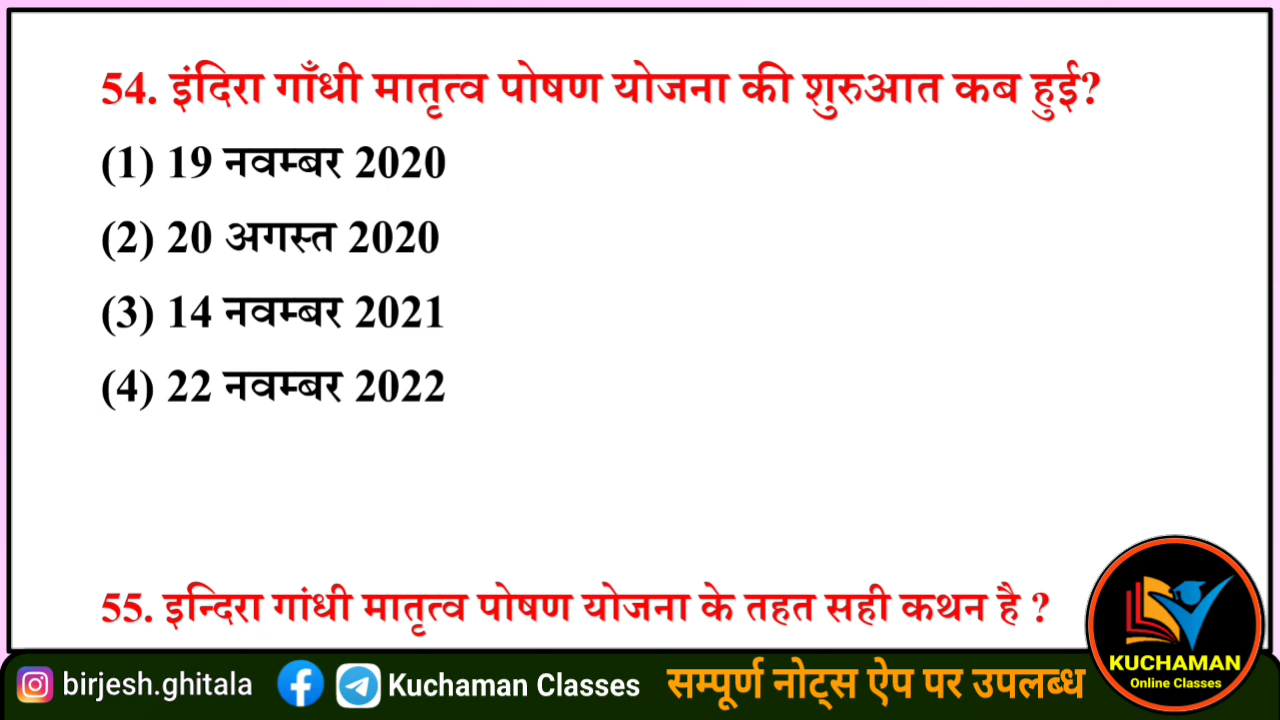 54. इंदिरा गाँधी मातृत्व पोषण योजना की शुरुआत कब हुई?
(1) 19 नवम्बर 2020
(2) 20 अगस्त 2020
(3) 14 नवम्बर 2021
(4) 22 नवम्बर 2022
55. इन्दिरा गांधी मातृत्व पोषण योजना के तहत सही कथन है ?
KUCHAMAN
Online Classes
birjesh.ghitala Kuchaman Classes सम्पूर्ण नोट्स ऐप पर उपलब्ध